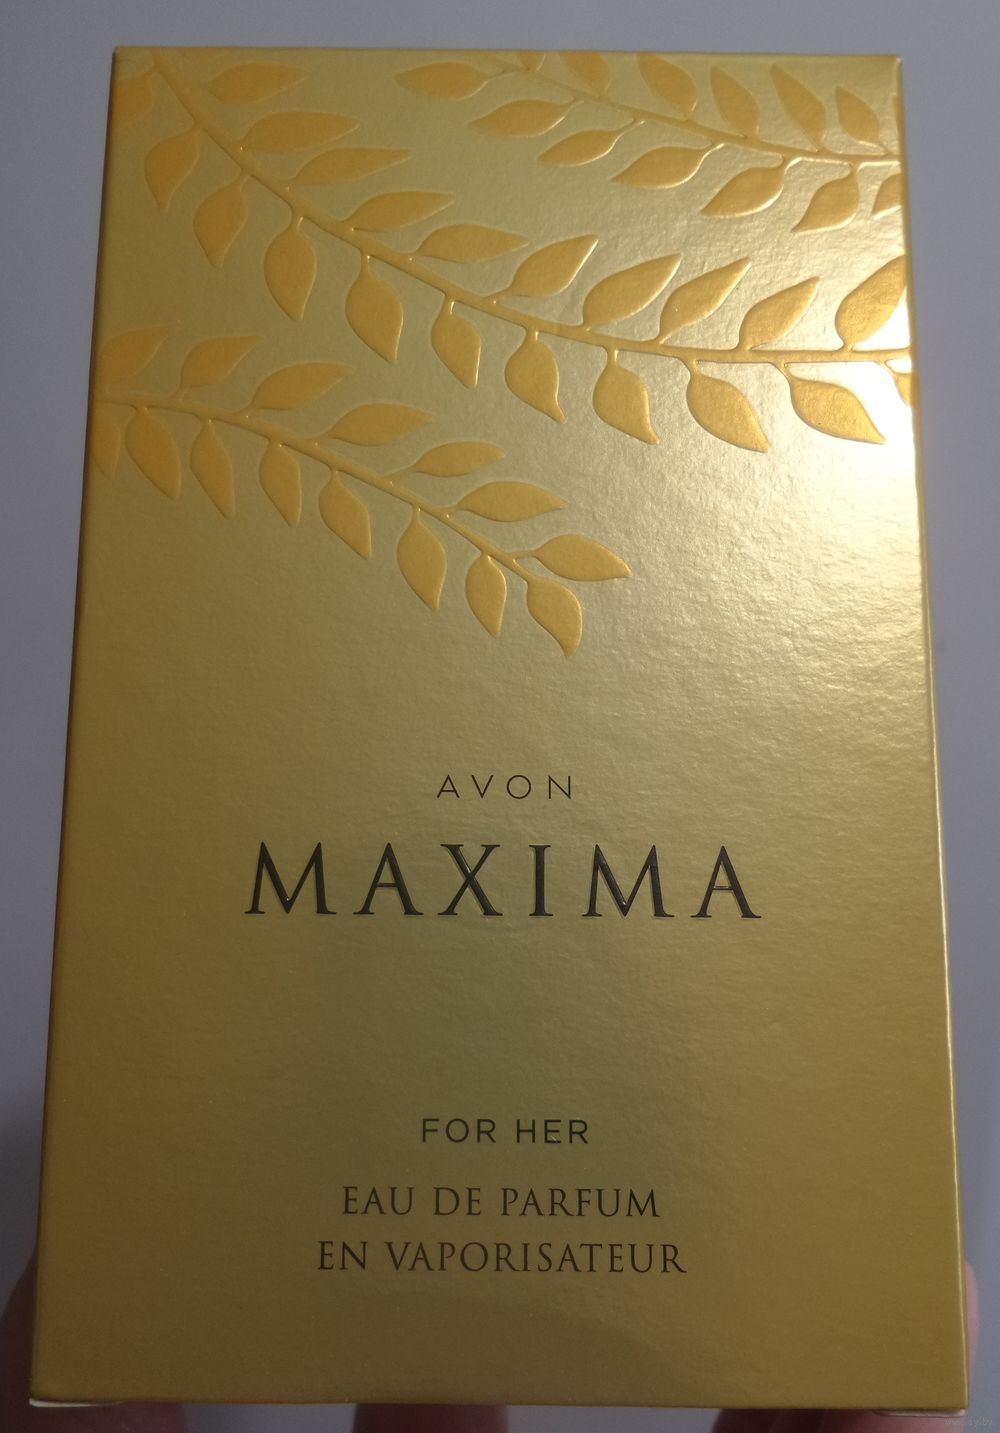 AVON
MAXIMA
FOR HER
EAU DE PARFUM
EN VAPORISATEUR